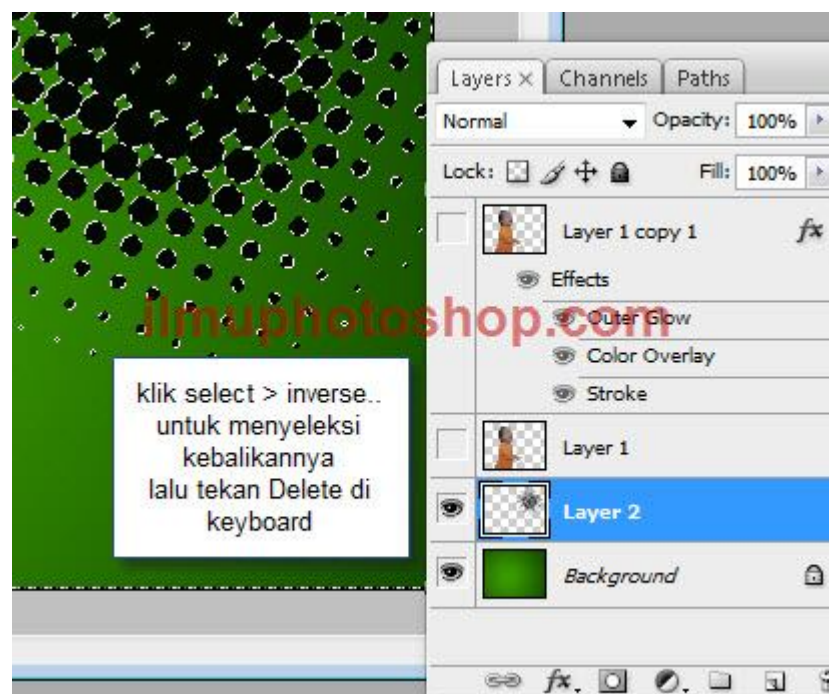 Layers × Channels Paths
Normal Opacity: 100%
Lock: Fill: 100%
Layer 1 copy 1 fx
Effects
Outer Glow
Color Overlay
Stroke
Layer 1
Layer 2
Background
fx.
ilmuphotoshop.com
klik select > inverse..
untuk menyeleksi
kebalikannya
lalu tekan Delete di
keyboard